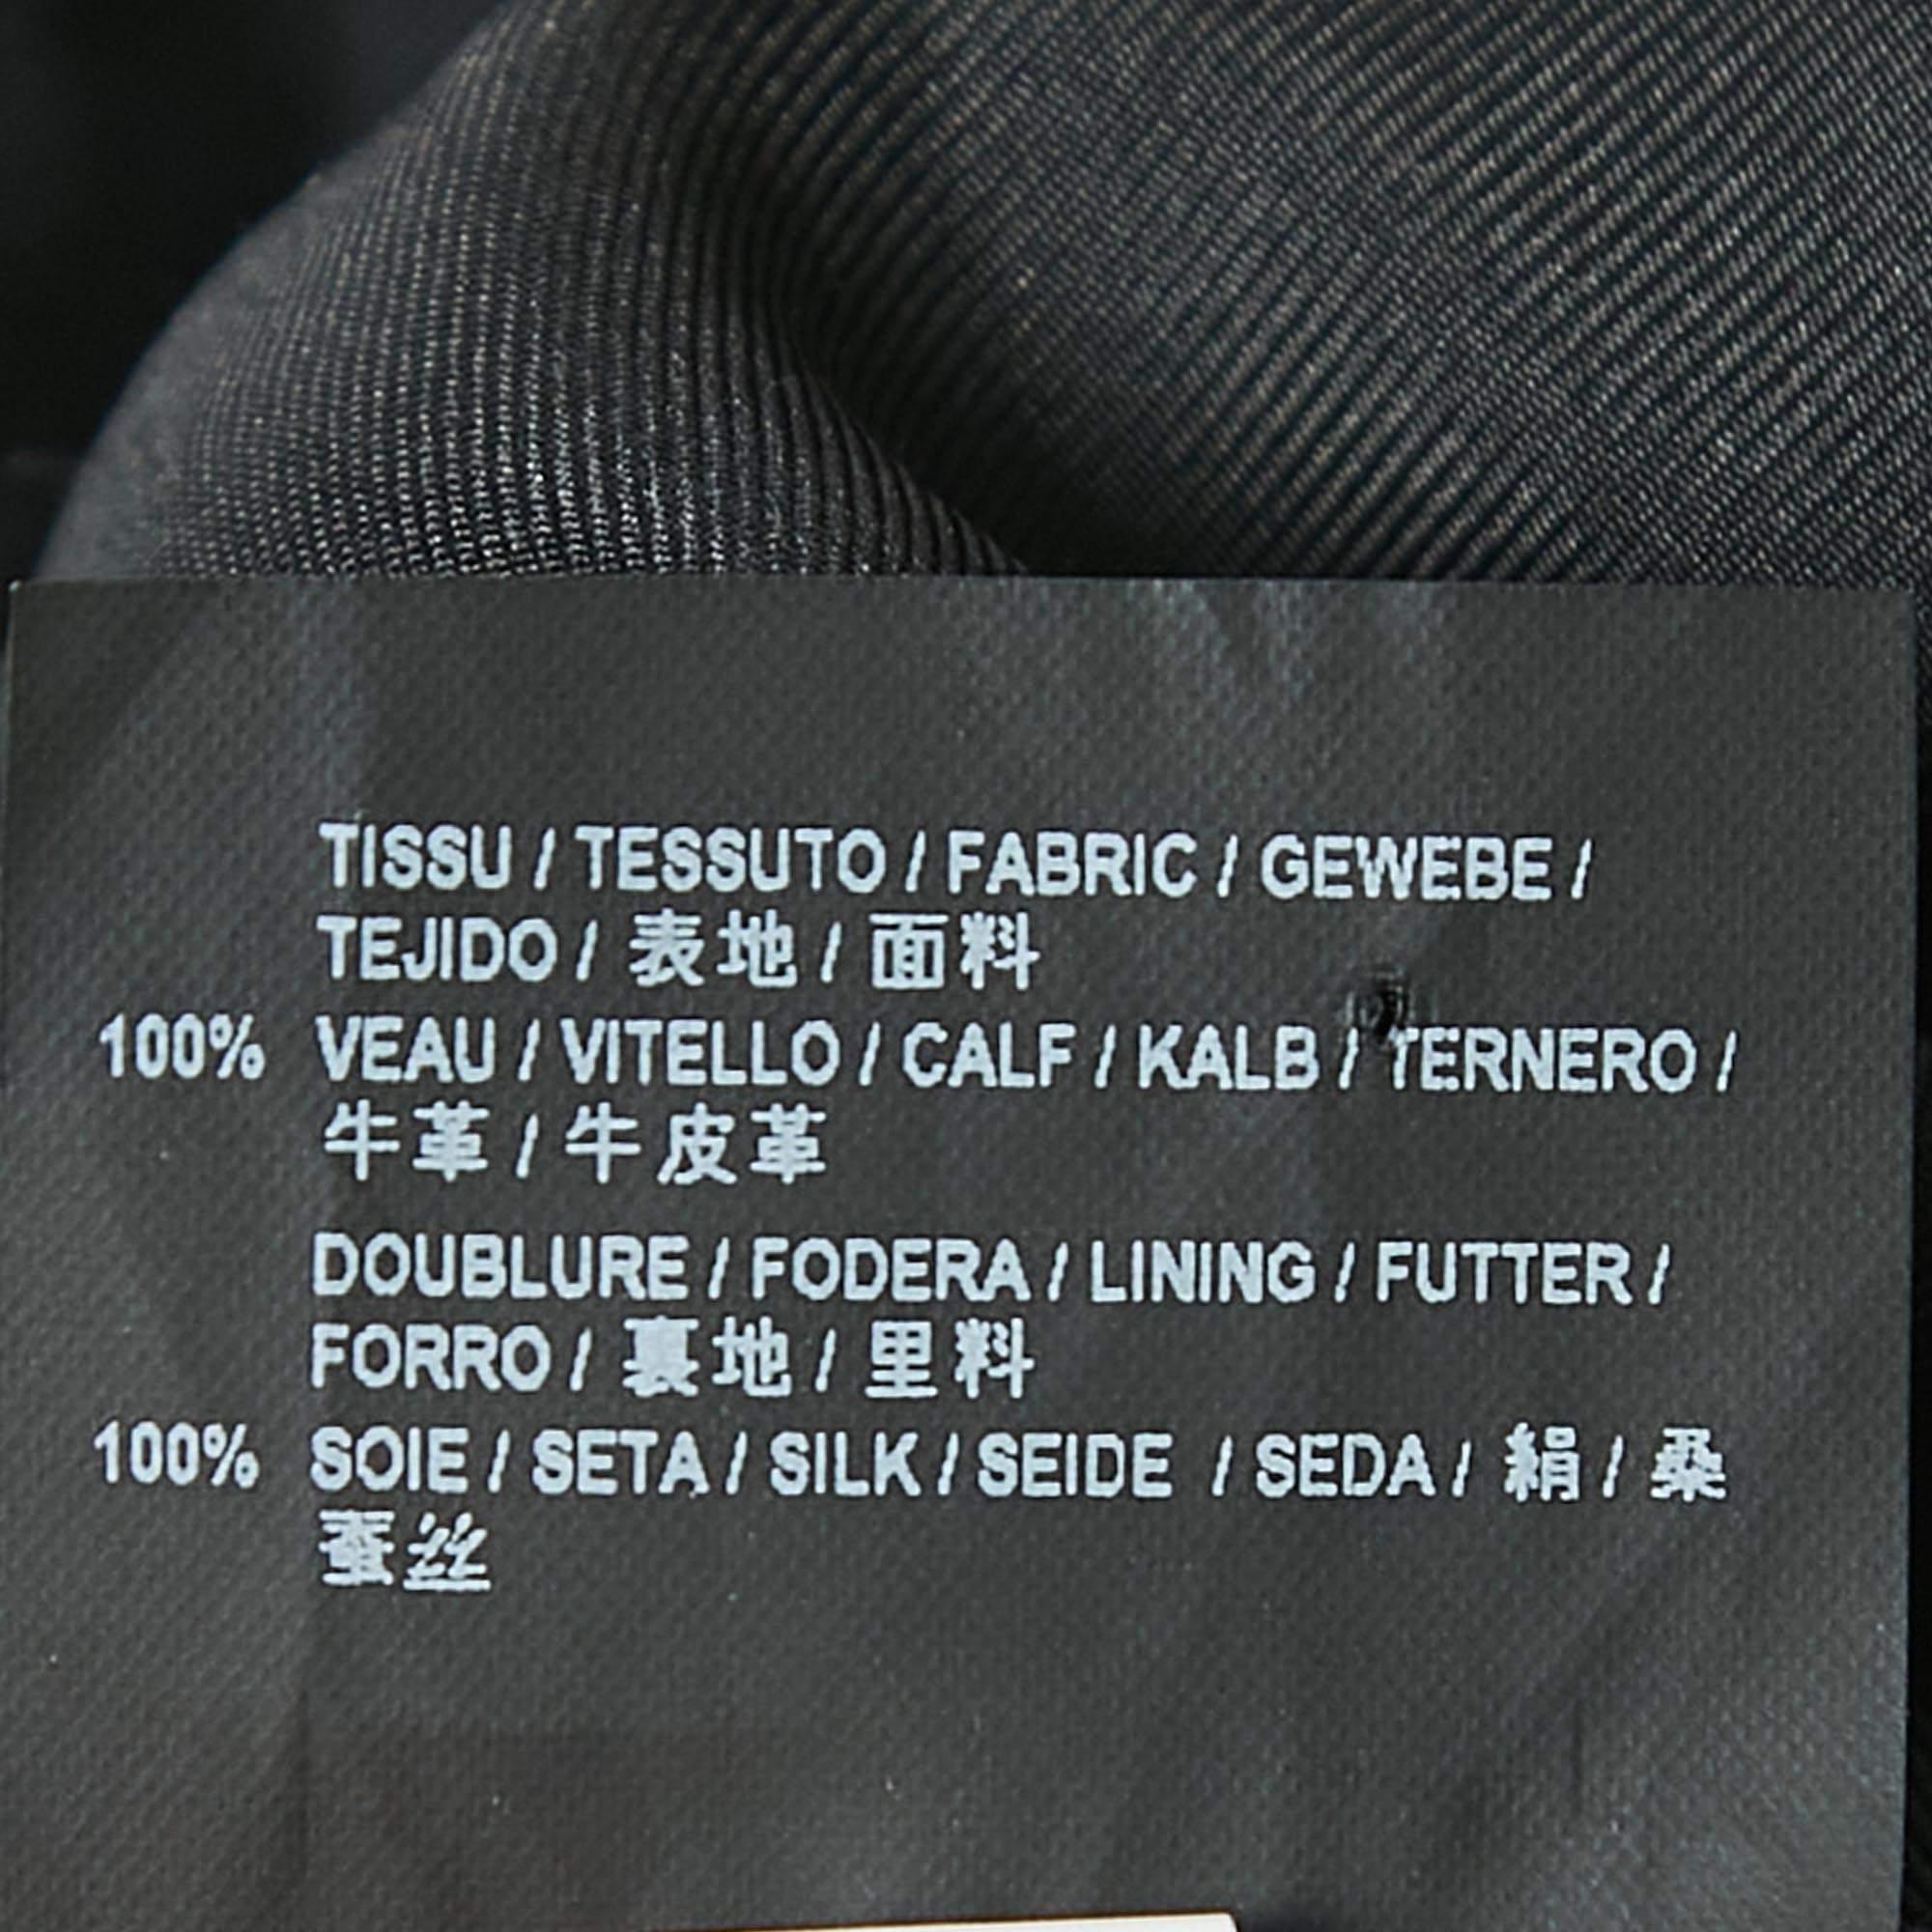 TISSU / TESSUTO / FABRIC / GEWEBE /
TEJIDO / 表地 / 面料
100% VEAU / VITELLO / CALF / KALB / TERNERO /
牛革 / 牛皮革
DOUBLURE / FODERA / LINING / FUTTER /
FORRO / 裏地 / 里料
100% SOIE / SETA / SILK / SEIDE / SEDA / 絹 / 桑
蚕丝